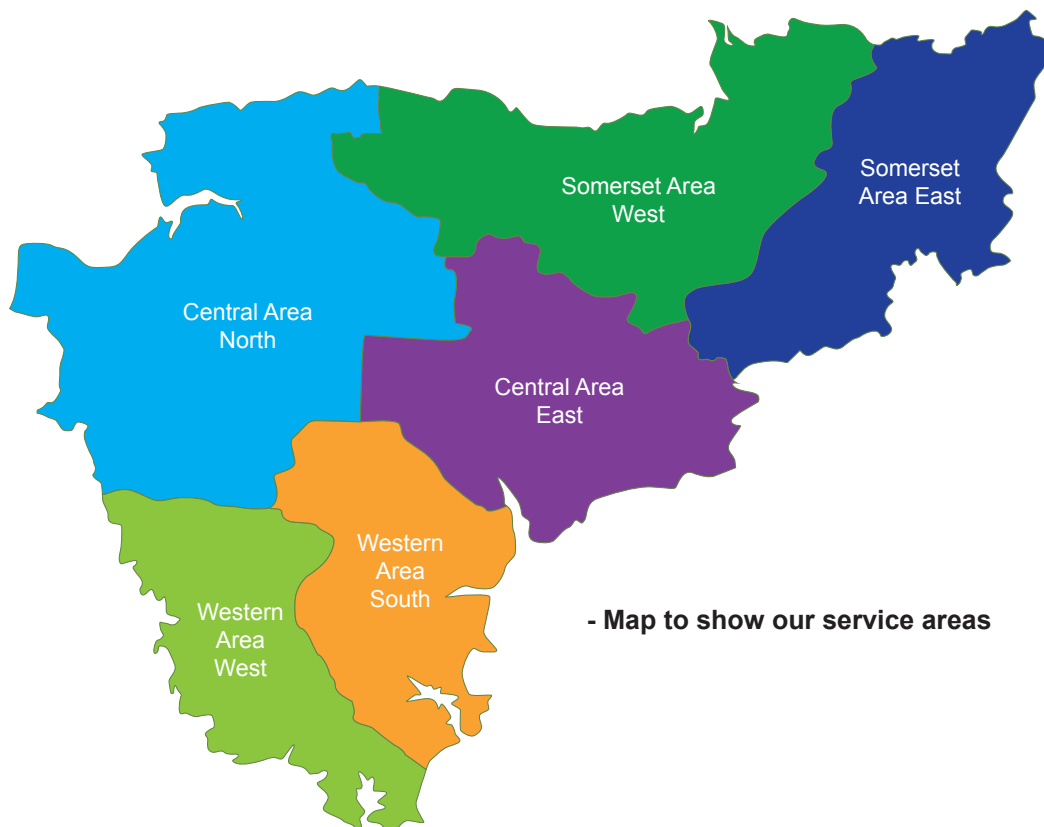 Somerset Area
West
Somerset
Area East
Central Area
North
Central Area
East
Western
Area
South
Western
Area
West
- Map to show our service areas